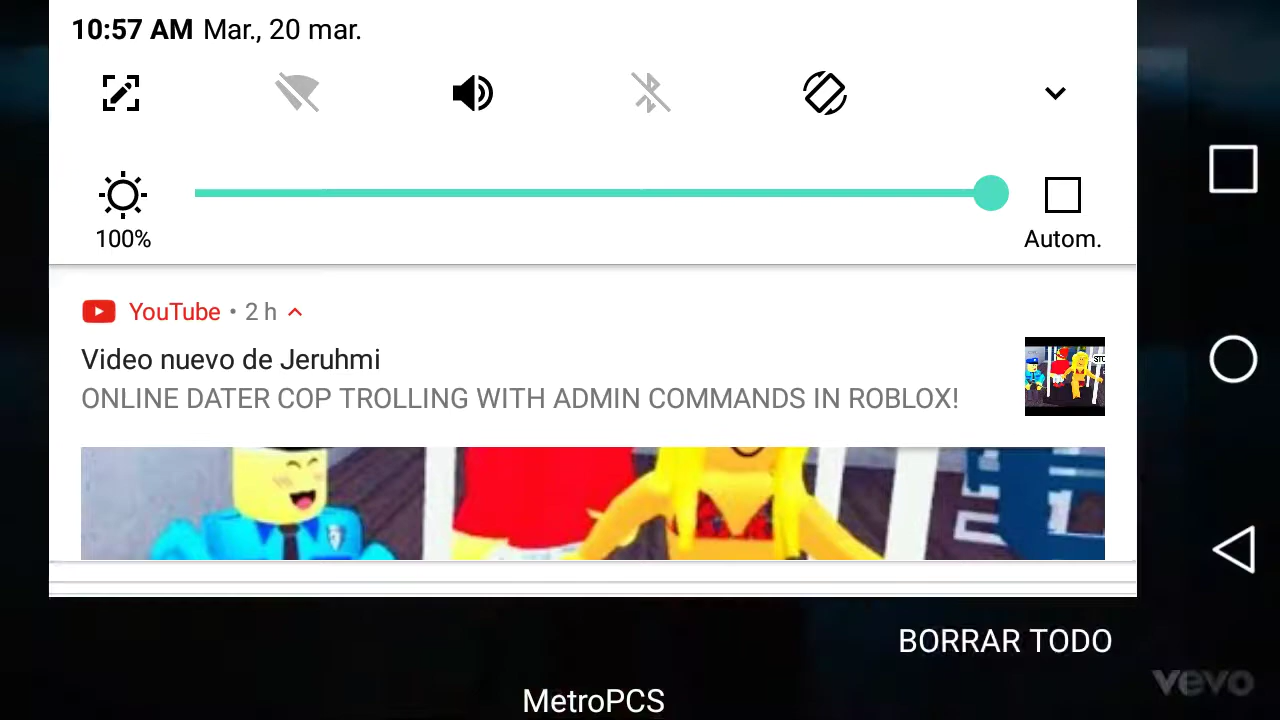 10:57 AM Mar., 20 mar.
100%
Autom.
YouTube • 2 h
Video nuevo de Jeruhmi
ONLINE DATER COP TROLLING WITH ADMIN COMMANDS IN ROBLOX!
BORRAR TODO
vevo
MetroPCS